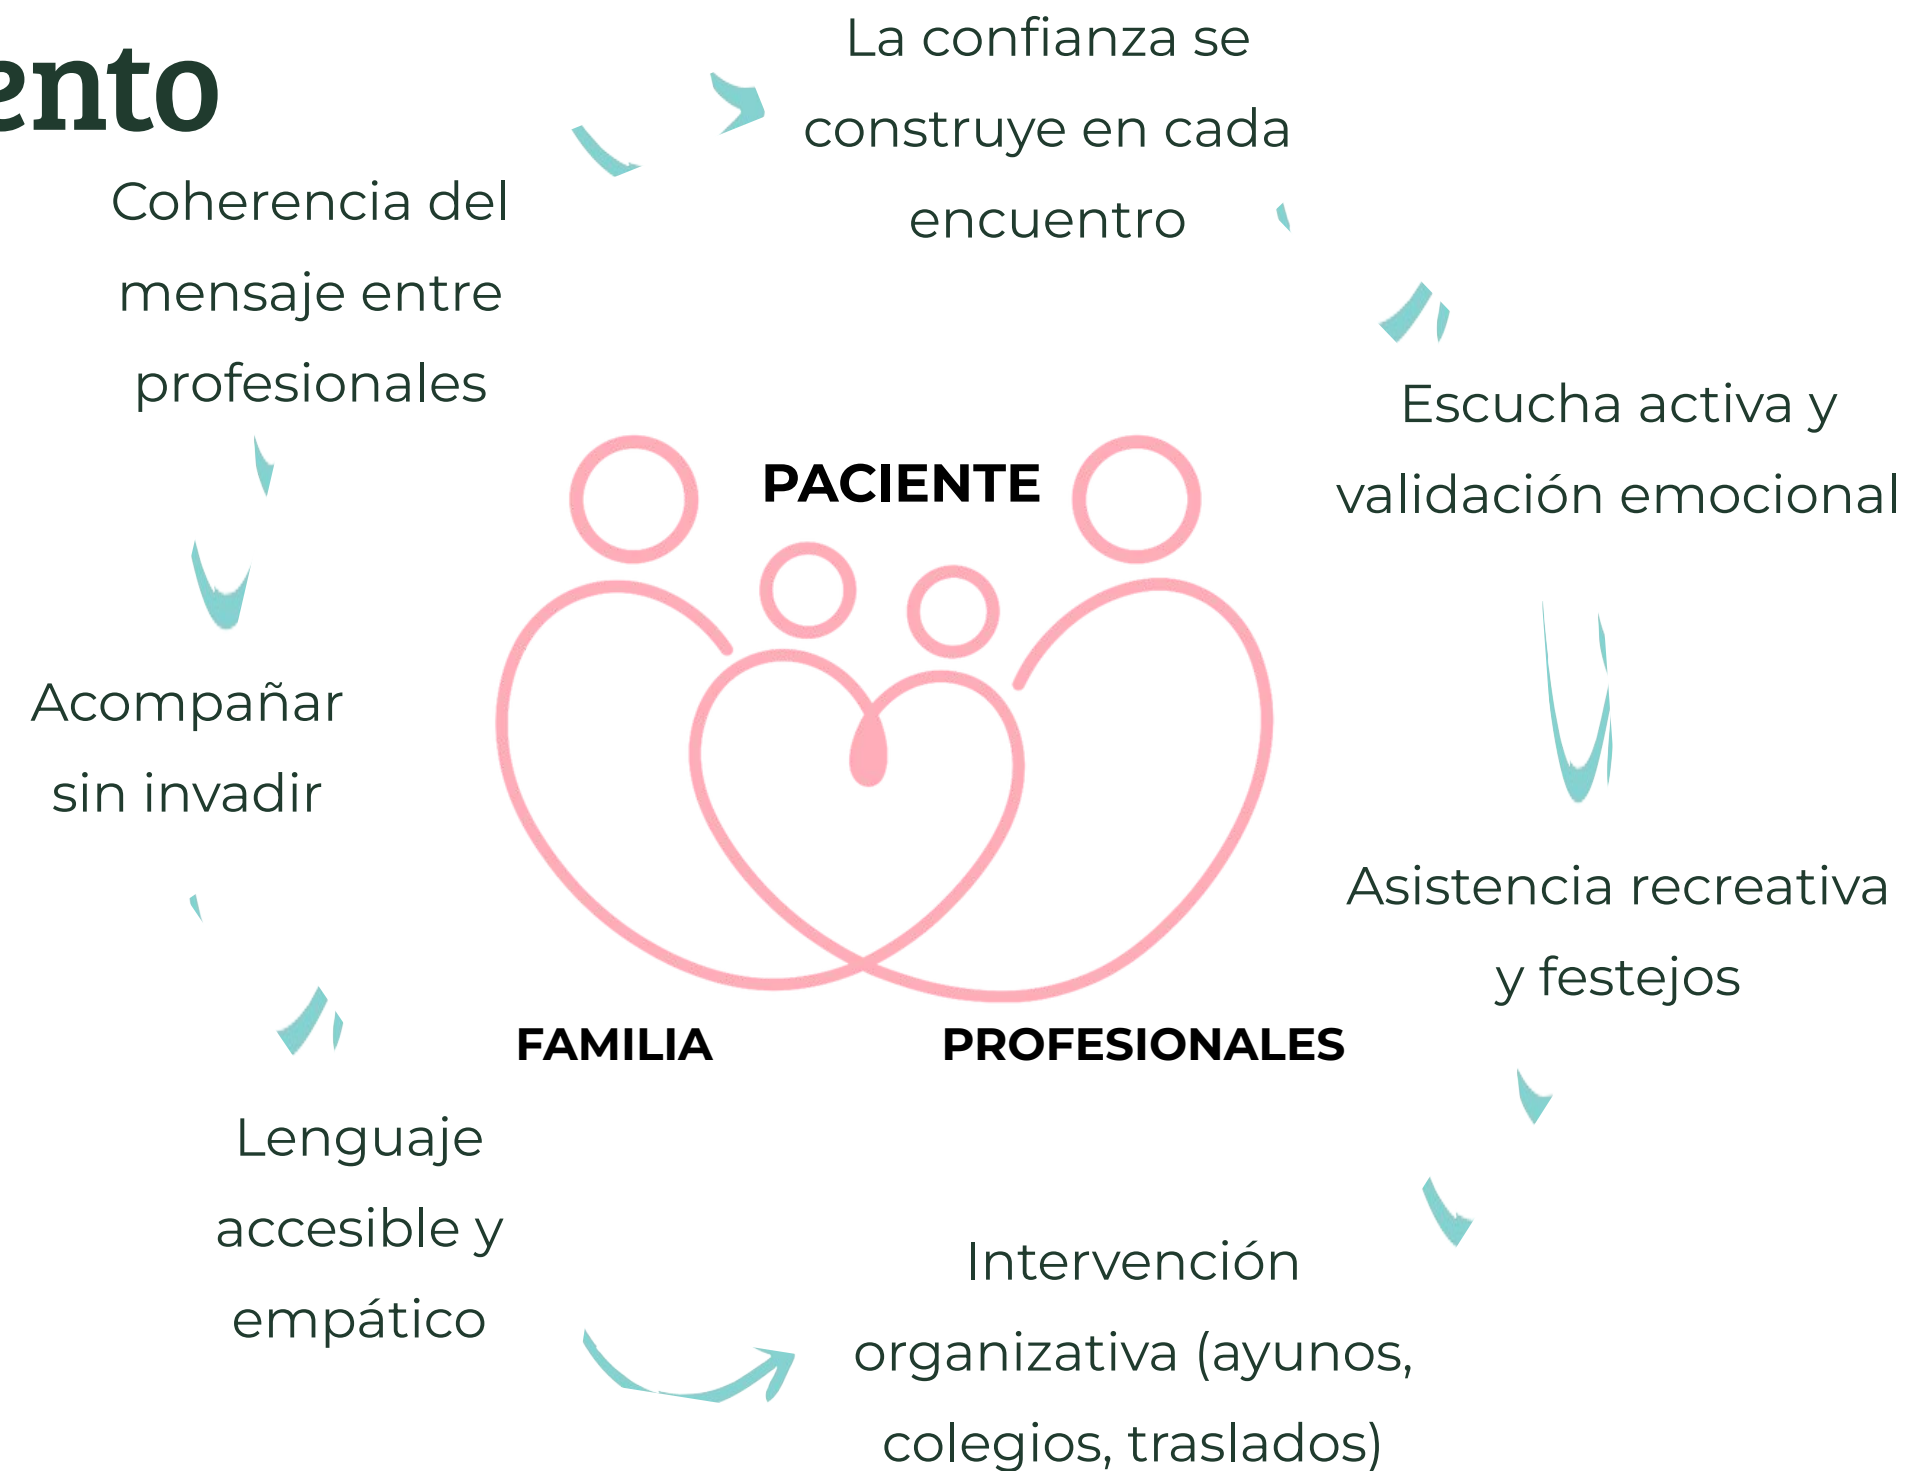 ento
La confianza se
construye en cada
encuentro
Coherencia del
mensaje entre
profesionales
Escucha activa y
validación emocional
PACIENTE
Acompañar
sin invadir
Asistencia recreativa
y festejos
FAMILIA
PROFESIONALES
Lenguaje
accesible y
empático
Intervención
organizativa (ayunos,
colegios, traslados)